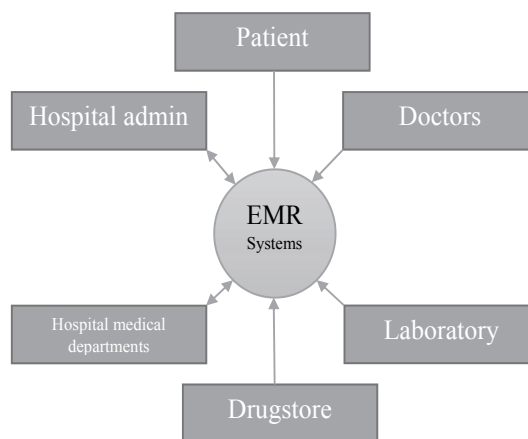 Patient
Hospital admin
Doctors
EMR
Systems
Hospital medical
departments
Laboratory
Drugstore